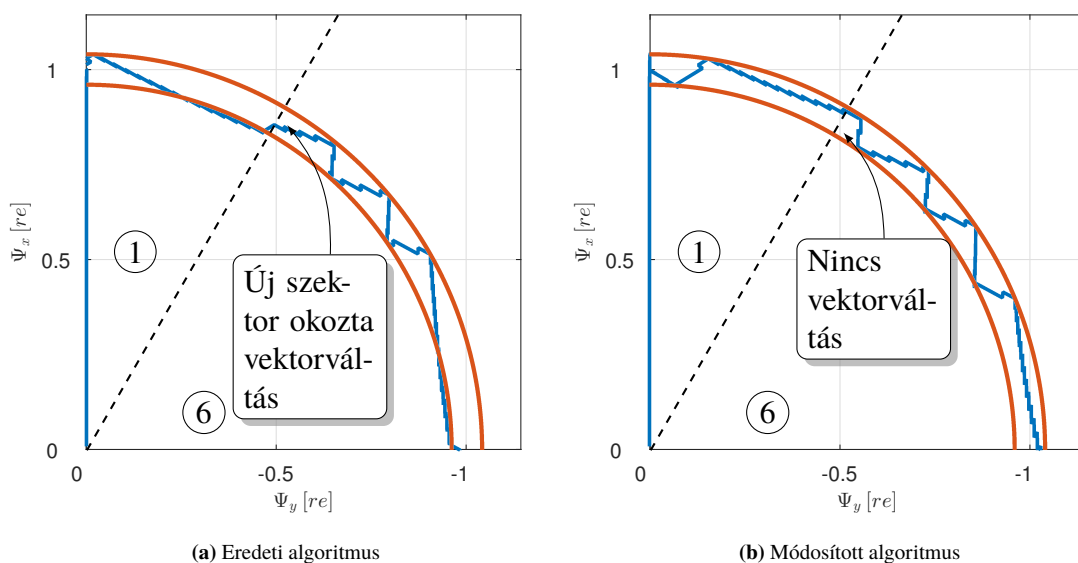 1
0.5
0
Ψx [re]
0
-0.5
-1
Ψy [re]
1
6
Új szek-
tor okozta
vektorvál-
tás
(a) Eredeti algoritmus
1
0.5
0
Ψx [re]
0
-0.5
-1
Ψy [re]
1
6
Nincs
vektorvál-
tás
(b) Módosított algoritmus